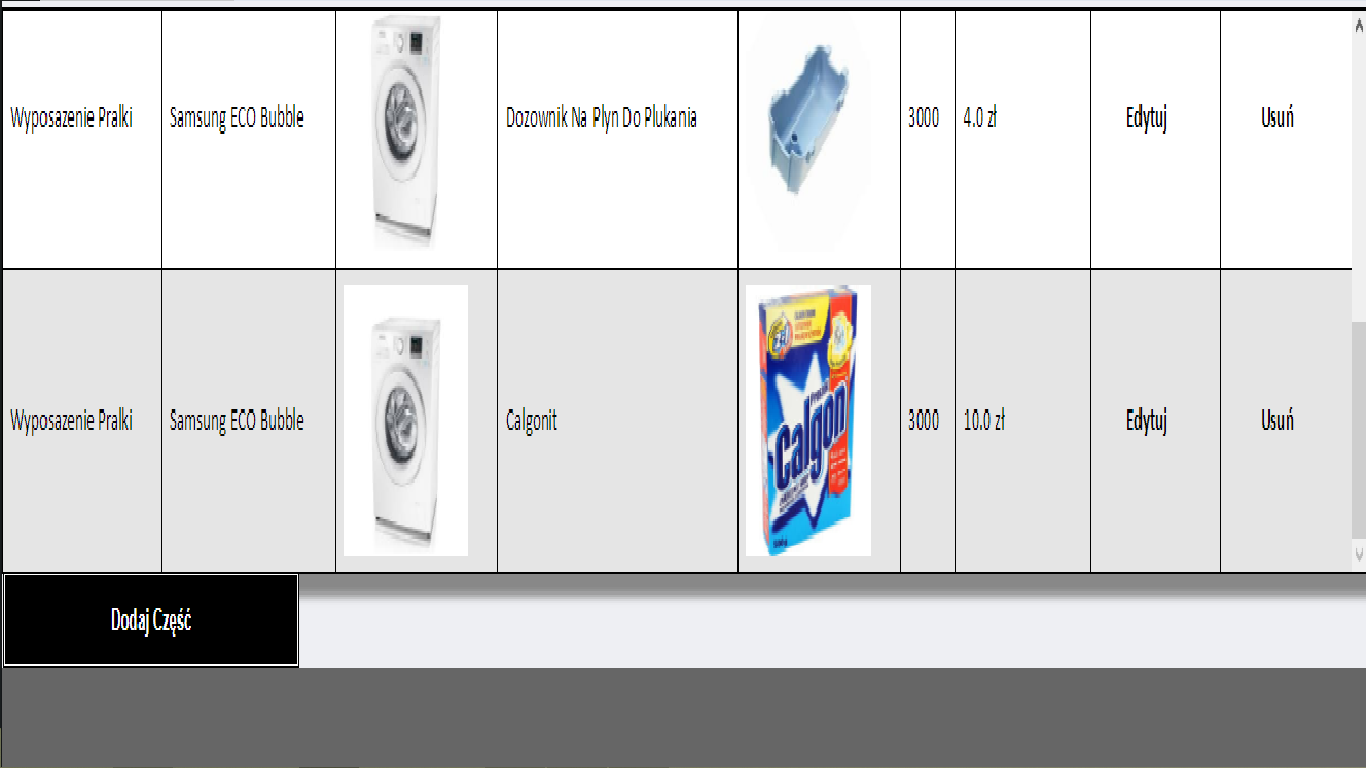 Wyposazenie Pralki Samsung ECO Bubble Dozownik Na Plyn Do Plukania 3000 4.0 zł Edytuj Usuń
Wyposazenie Pralki Samsung ECO Bubble Calgonit Calgon 3000 10.0 zł Edytuj Usuń
Dodaj Część